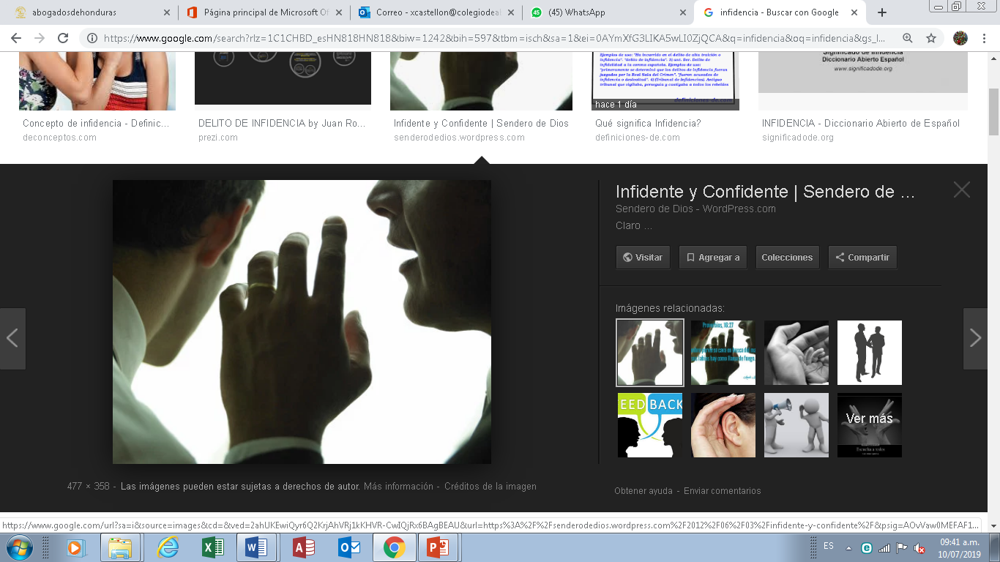 abogadosdehonduras
Página principal de Microsoft Of
Correo - xcastellon@colegiodeal
(45) WhatsApp
infidencia - Buscar con Google
https://www.google.com/search?rlz=1C1CHBD_esHN818HN818&biw=1242&bih=597&tbm=isch&sa=1&ei=0AYmXfG3LIKA5wLI0ZjQCA&q=infidencia&oq=infidencia&gs_l...
Ejemplos de uso: "Ha incurrido en el delito de alta traición o
infidencia". "delito de infidencia". 3) ant. Der. Delito de
infidelidad a la corona española. Ejemplos de uso:
"primeramente se determinó que los delitos de infidencia fueran
juzgados por la Real Sala del Crimen", "fueron acusados de
infidencia o deslealtad". 4) (Tribunal de Infidencias). Antiguo
tribunal que vigilaba, perseguía y castigaba a todos los rebeldes
definiciones-de.com
hace 1 día
Significado de Infidencia
Diccionario Abierto Español
www.significadode.org
Concepto de infidencia - Definic...
deconceptos.com
DELITO DE INFIDENCIA by Juan Ro...
prezi.com
Infidente y Confidente | Sendero de Dios
senderodedios.wordpress.com
Qué significa Infidencia?
definiciones-de.com
INFIDENCIA - Diccionario Abierto de Español
significadode.org
Infidente y Confidente | Sendero de ...
Sendero de Dios - WordPress.com
Claro ...
Visitar
Agregar a
Colecciones
Compartir
Imágenes relacionadas:
Proverbios, 16:27
EED BACK
Ver más
Escucha a todos
477 × 358 - Las imágenes pueden estar sujetas a derechos de autor. Más información - Créditos de la imagen
Obtener ayuda - Enviar comentarios
https://www.google.com/url?sa=i&source=images&cd=&ved=2ahUKEwiQyr6Q2KrjAhVRj1kKHVR-CwIQjRx6BAgBEAU&url=https%3A%2F%2Fsenderodedios.wordpress.com%2F2012%2F06%2F03%2Finfidente-y-confidente%2F&psig=AOvVaw0MEFAF1...
ES
09:41 a.m.
10/07/2019